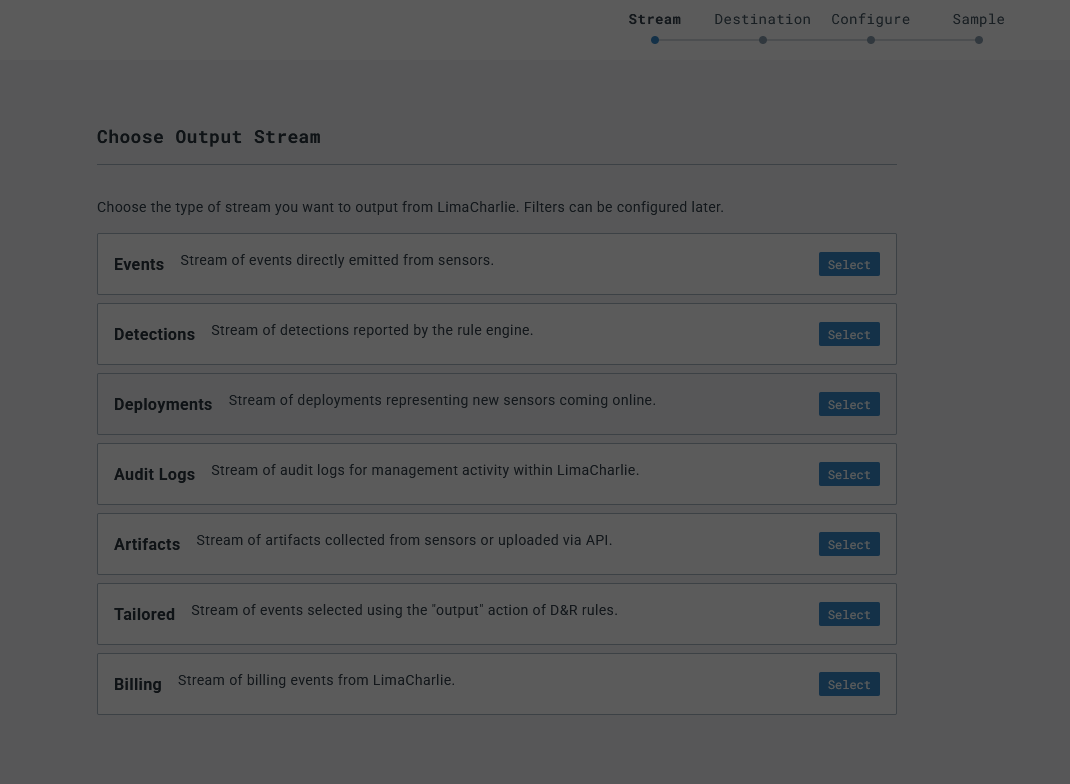 Stream Destination Configure Sample
Choose Output Stream
Choose the type of stream you want to output from LimaCharlie. Filters can be configured later.
Events Stream of events directly emitted from sensors. Select
Detections Stream of detections reported by the rule engine. Select
Deployments Stream of deployments representing new sensors coming online. Select
Audit Logs Stream of audit logs for management activity within LimaCharlie. Select
Artifacts Stream of artifacts collected from sensors or uploaded via API. Select
Tailored Stream of events selected using the "output" action of D&R rules. Select
Billing Stream of billing events from LimaCharlie. Select